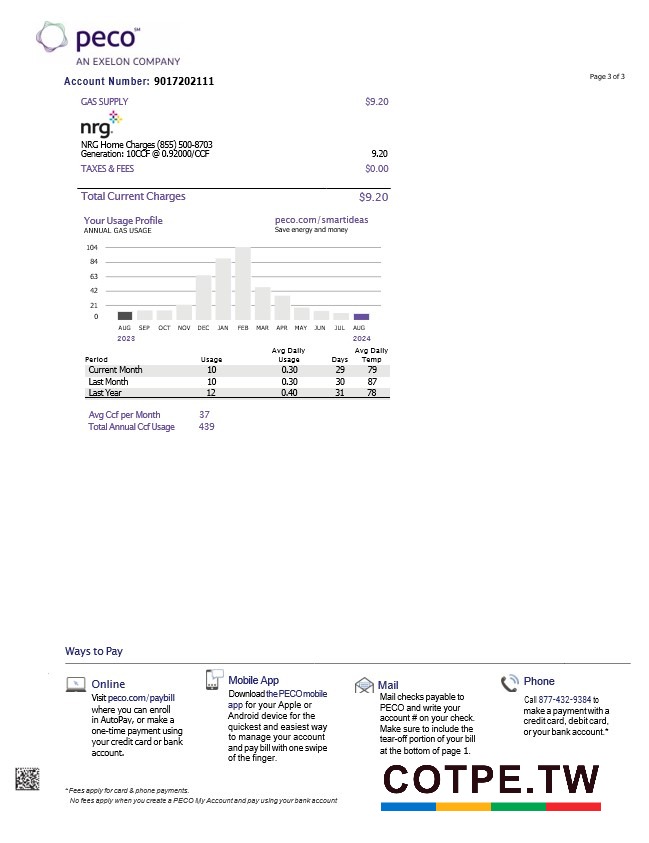 peco℠
AN EXELON COMPANY
Account Number: 9017202111
Page 3 of 3
GAS SUPPLY $9.20
nrg
NRG Home Charges (855) 500-8703
Generation: 10CCF @ 0.92000/CCF 9.20
TAXES & FEES $0.00
Total Current Charges $9.20
Your Usage Profile
ANNUAL GAS USAGE
peco.com/smartideas
Save energy and money
104
84
63
42
21
0
AUG SEP OCT NOV DEC JAN FEB MAR APR MAY JUN JUL AUG
2023 2024
Period Usage Avg Daily Usage Days Avg Daily Temp
Current Month 10 0.30 29 79
Last Month 10 0.30 30 87
Last Year 12 0.40 31 78
Avg Ccf per Month 37
Total Annual Ccf Usage 439
Ways to Pay
Online
Visit peco.com/paybill
where you can enroll
in AutoPay, or make a
one-time payment using
your credit card or bank
account.
Mobile App
Download the PECO mobile
app for your Apple or
Android device for the
quickest and easiest way
to manage your account
and pay bill with one swipe
of the finger.
Mail
Mail checks payable to
PECO and write your
account # on your check.
Make sure to include the
tear-off portion of your bill
at the bottom of page 1.
Phone
Call 877-432-9384 to
make a payment with a
credit card, debit card,
or your bank account.*
COTPE.TW
*Fees apply for card & phone payments.
No fees apply when you create a PECO My Account and pay using your bank account